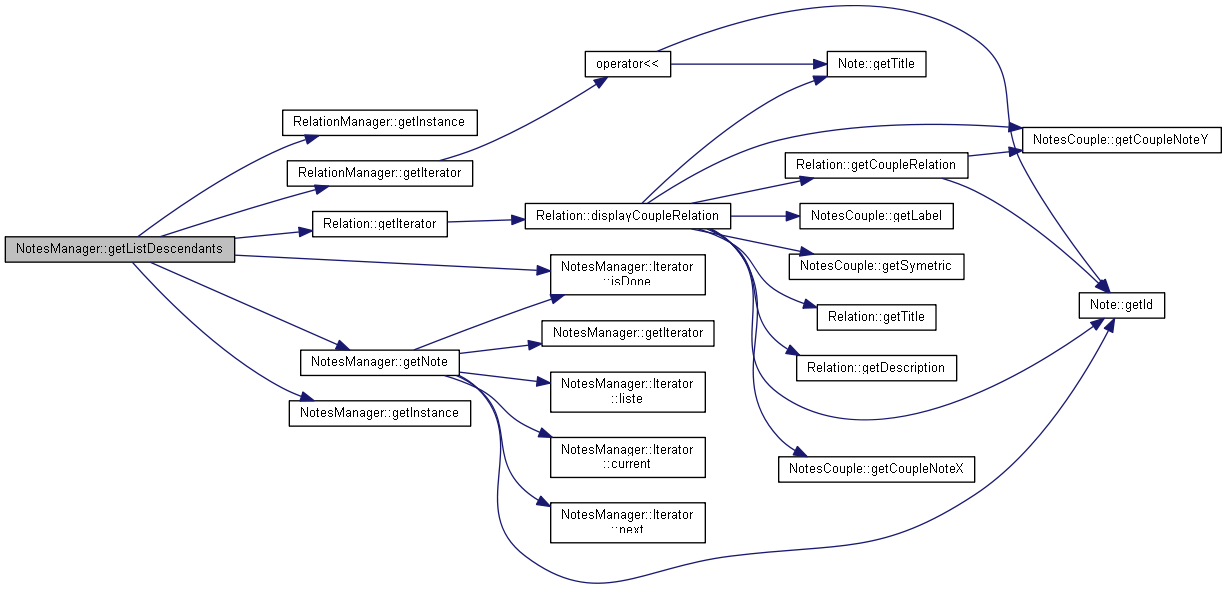 operator<<
Note::getTitle
RelationManager::getInstance
NotesCouple::getCoupleNoteY
RelationManager::getIterator
Relation::getCoupleRelation
Relation::getIterator
Relation::displayCoupleRelation
NotesCouple::getLabel
NotesManager::getListDescendants
NotesManager::Iterator
::isDone
NotesCouple::getSymetric
Note::getId
Relation::getTitle
NotesManager::getIterator
NotesManager::getNote
Relation::getDescription
NotesManager::Iterator
::liste
NotesManager::getInstance
NotesManager::Iterator
::current
NotesCouple::getCoupleNoteX
NotesManager::Iterator
::next